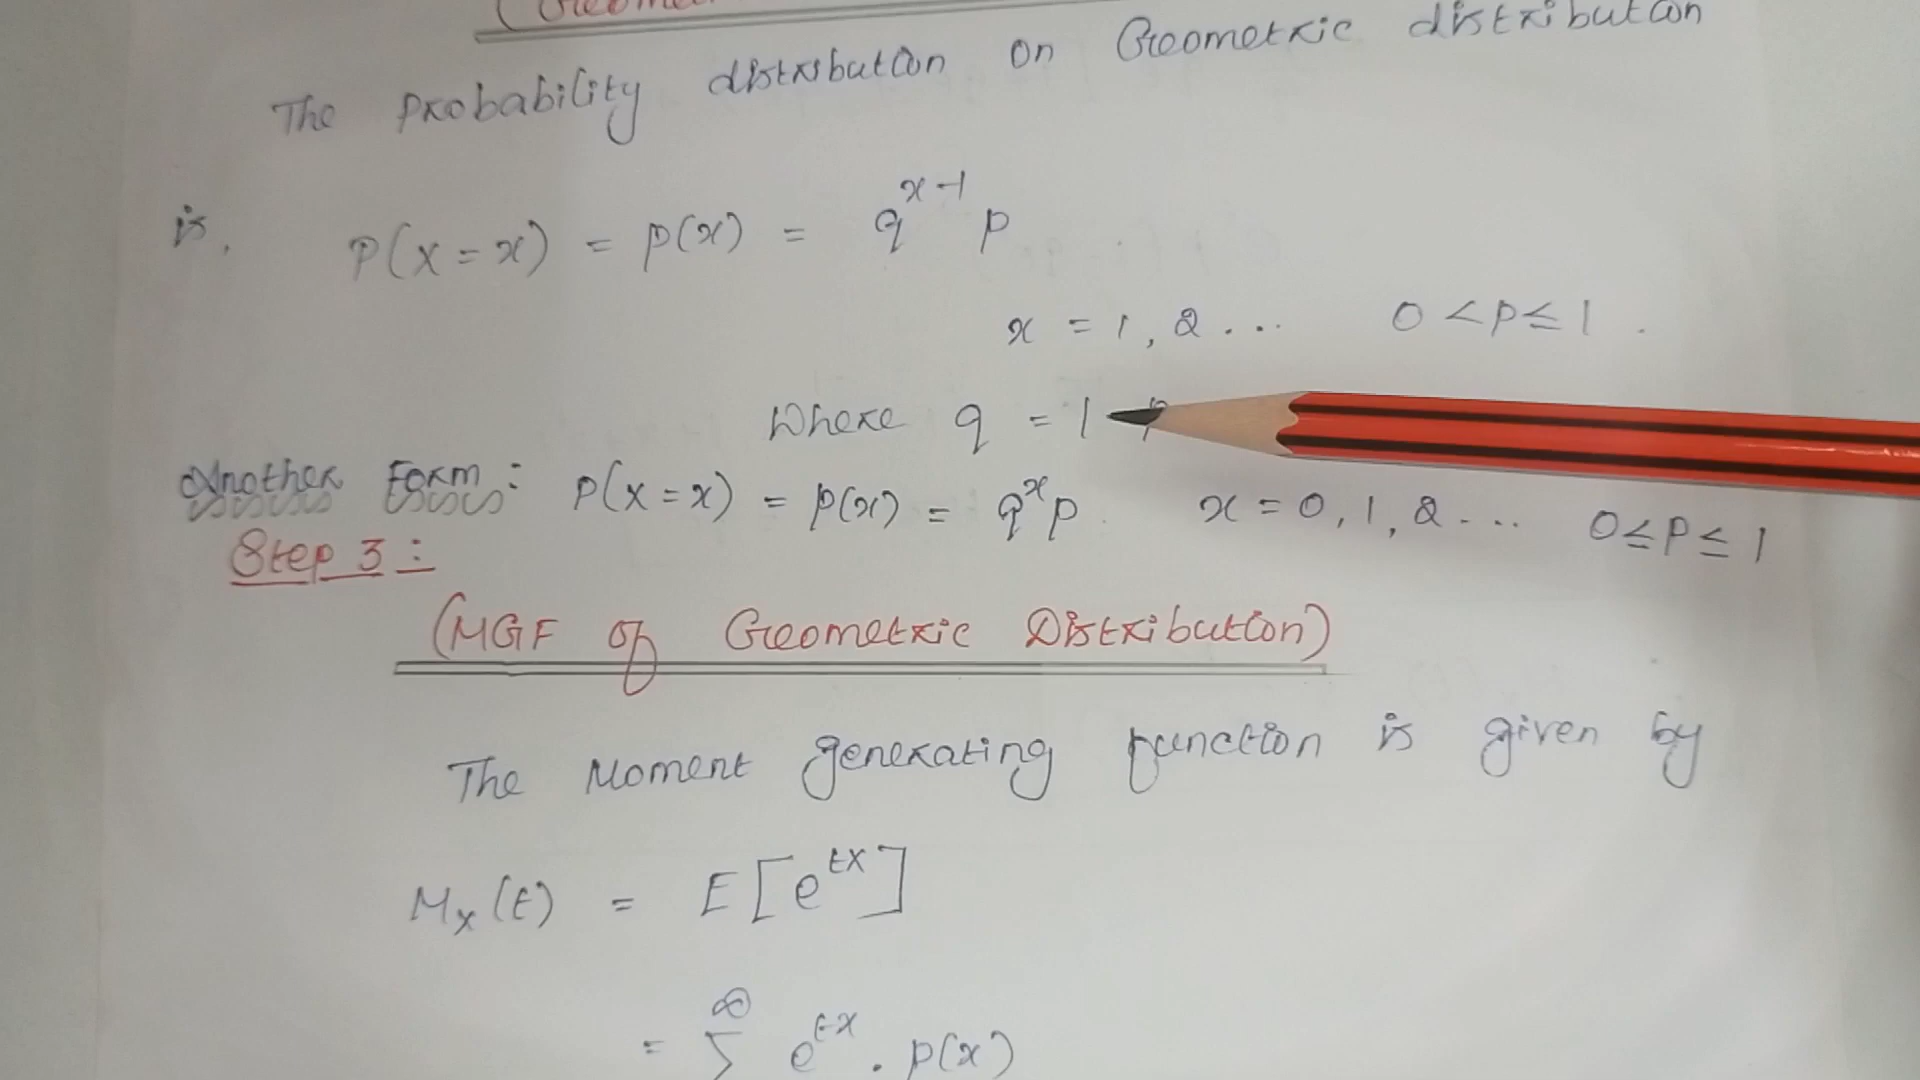 The probability distribution on Geometric distribution
is, P(X = x) = p(x) = q^{x-1} p
x = 1, 2 ... 0 < p ≤ 1.
Where q = 1 - p
Another Form: P(X = x) = p(x) = q^x p x = 0, 1, 2 ... 0 ≤ p ≤ 1
Step 3:
(MGF of Geometric Distribution)
The Moment generating function is given by
M_X(t) = E[e^{tX}]
= ∑^∞ e^{tx} . p(x)